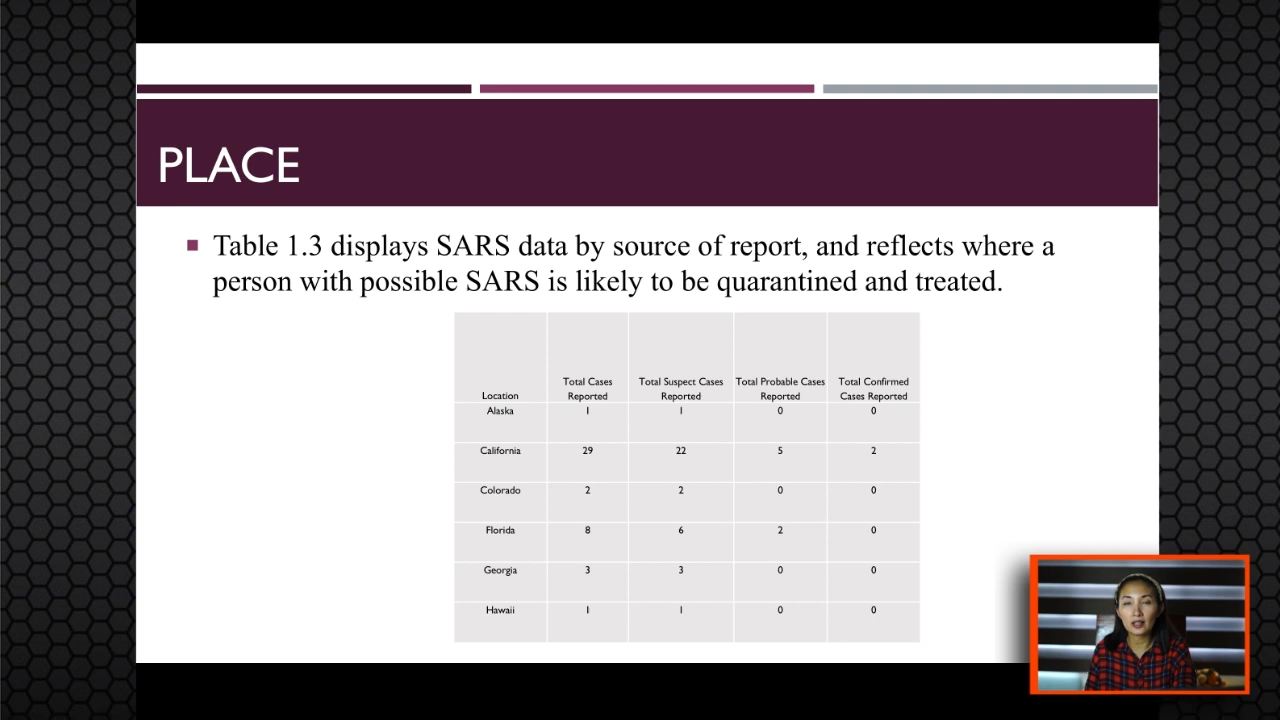 PLACE
Table 1.3 displays SARS data by source of report, and reflects where a
person with possible SARS is likely to be quarantined and treated.
Location Total Cases Reported Total Suspect Cases Reported Total Probable Cases Reported Total Confirmed Cases Reported
Alaska 1 1 0 0
California 29 22 5 2
Colorado 2 2 0 0
Florida 8 6 2 0
Georgia 3 3 0 0
Hawaii 1 1 0 0